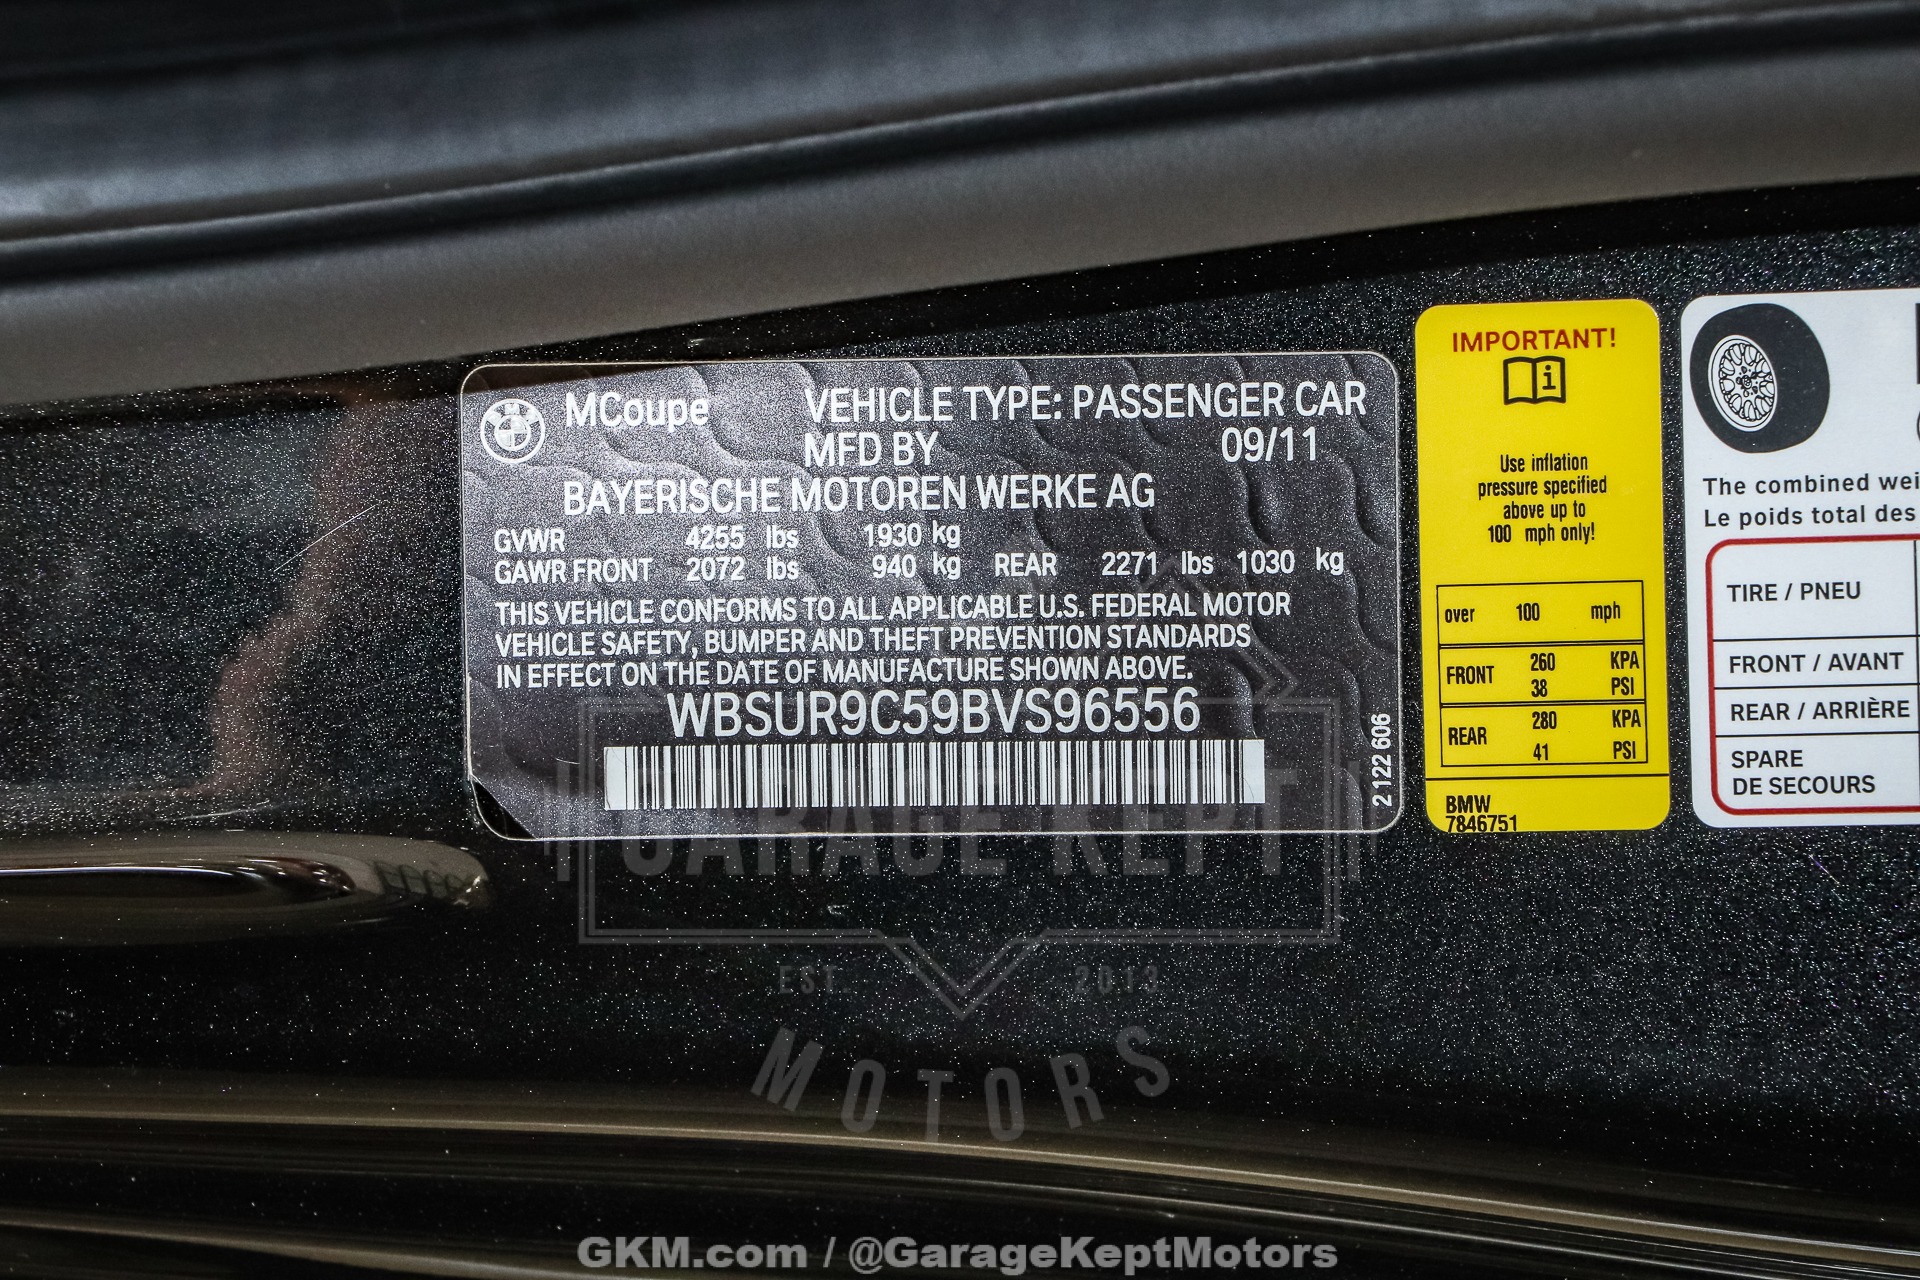 MCoupe VEHICLE TYPE: PASSENGER CAR
MFD BY 09/11
BAYERISCHE MOTOREN WERKE AG
GVWR 4255 lbs 1930 kg
GAWR FRONT 2072 lbs 940 kg REAR 2271 lbs 1030 kg
THIS VEHICLE CONFORMS TO ALL APPLICABLE U.S. FEDERAL MOTOR
VEHICLE SAFETY, BUMPER AND THEFT PREVENTION STANDARDS
IN EFFECT ON THE DATE OF MANUFACTURE SHOWN ABOVE.
WBSUR9C59BVS96556
2 122 606
IMPORTANT!
i
Use inflation
pressure specified
above up to
100 mph only!
over 100 mph
FRONT 260 KPA
38 PSI
REAR 280 KPA
41 PSI
BMW
7846751
The combined wei
Le poids total des
TIRE / PNEU
FRONT / AVANT
REAR / ARRIÈRE
SPARE
DE SECOURS
GARAGE KEPT
EST. 2013
MOTORS
GKM.com / @GarageKeptMotors